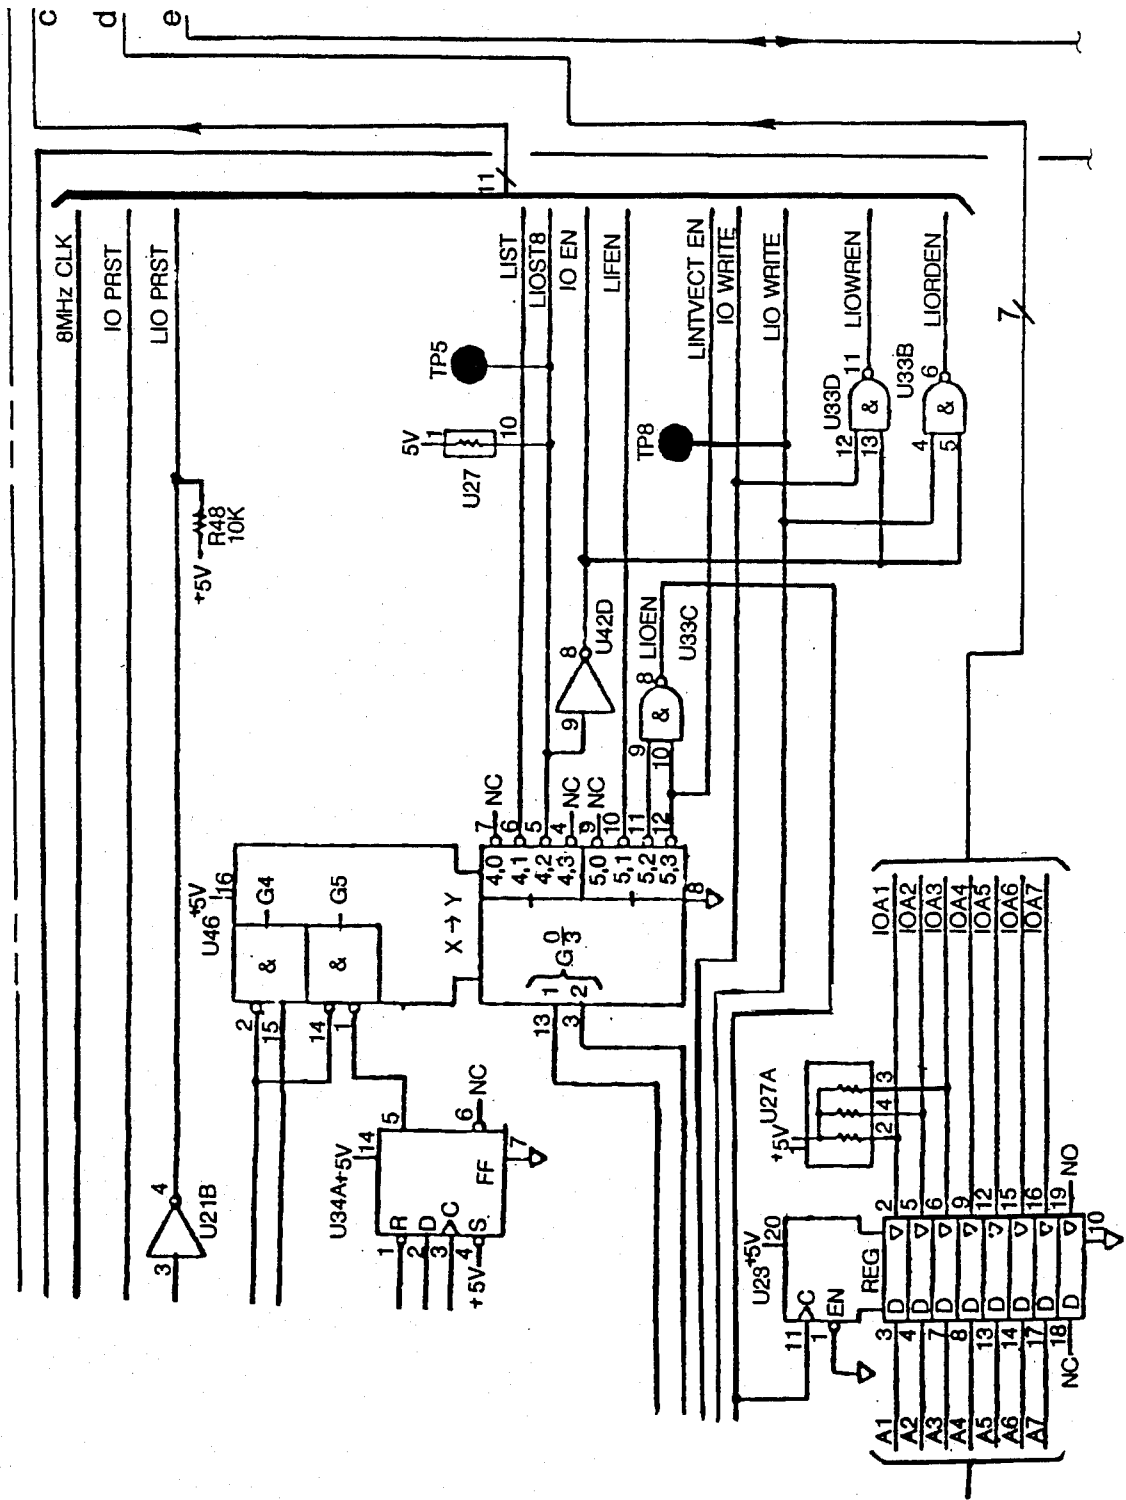 c
d
e
8MHz CLK
IO PRST
LIO PRST
11
LIST
LIOST8
IO EN
LIFEN
LINTVECT EN
IO WRITE
LIO WRITE
LIOWREN
LIORDEN
7
TP5
5V
1
10
U27
TP8
U33D
12
13
&
11
U33B
4
5
&
6
+5V
R48
10K
9
8
U42D
9
10
&
8
LIOEN
U33C
U46
+5V
16
&
G4
&
G5
2
15
14
1
X → Y
4,0
4,1
4,2
4,3
5,0
5,1
5,2
5,3
7
NC
6
5
4
NC
9
NC
10
11
12
8
G 0/3
1
2
13
3
3
4
U21B
U34A
+5V
14
5
6
NC
7
FF
1
R
2
D
3
C
4
S
+5V
IOA1
IOA2
IOA3
IOA4
IOA5
IOA6
IOA7
U27A
+5V
1
2
4
3
U23
+5V
20
11
C
1
EN
REG
2
5
6
9
12
15
16
19
NO
10
D
D
D
D
D
D
D
D
3
4
7
8
13
14
17
18
NC
A1
A2
A3
A4
A5
A6
A7